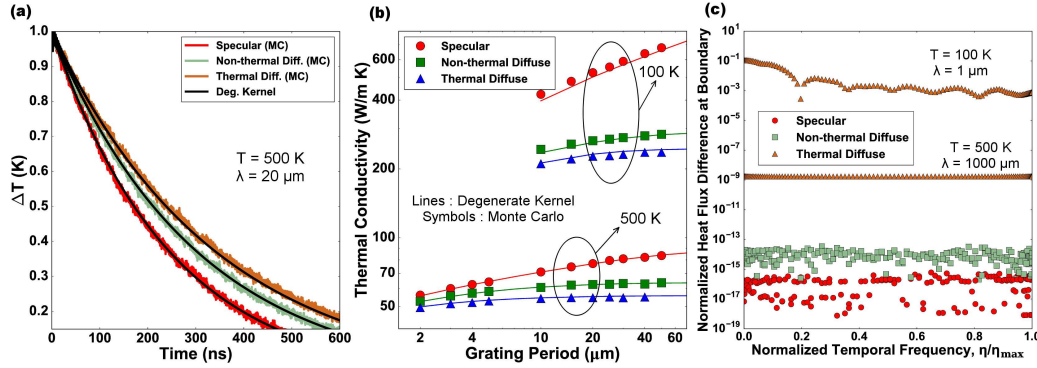 (a)
1.0
0.9
0.8
0.7
0.6
0.5
0.4
0.3
0.2
ΔT (K)
Specular (MC)
Non-thermal Diff. (MC)
Thermal Diff. (MC)
Deg. Kernel
T = 500 K
λ = 20 μm
0 100 200 300 400 500 600
Time (ns)
(b)
600
400
200
100
70
50
Thermal Conductivity (W/m K)
Specular
Non-thermal Diffuse
Thermal Diffuse
100 K
Lines : Degenerate Kernel
Symbols : Monte Carlo
500 K
2 4 6 10 20 40 60
Grating Period (μm)
(c)
10⁻¹
10⁻³
10⁻⁵
10⁻⁷
10⁻⁹
10⁻¹¹
10⁻¹³
10⁻¹⁵
10⁻¹⁷
10⁻¹⁹
Normalized Heat Flux Difference at Boundary
T = 100 K
λ = 1 μm
Specular
Non-thermal Diffuse
Thermal Diffuse
T = 500 K
λ = 1000 μm
0.0 0.2 0.4 0.6 0.8 1.0
Normalized Temporal Frequency, η/ηmax